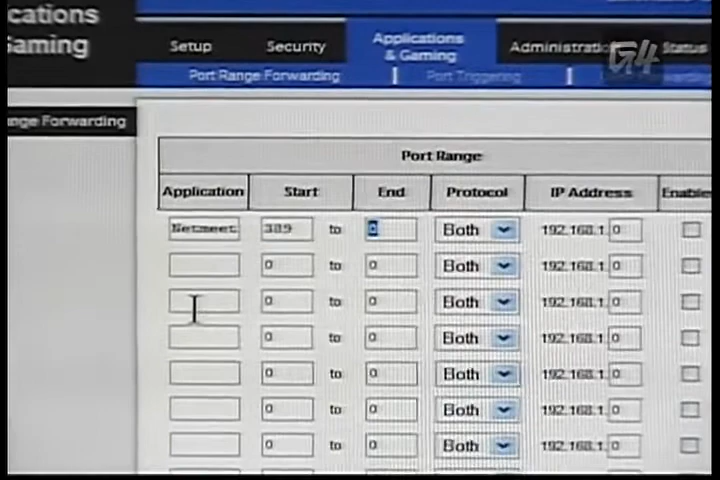 cations
Gaming
Setup
Security
Applications
& Gaming
Administratio
Status
G4
Port Range Forwarding
Port Triggering
nge Forwarding
Port Range
Application Start End Protocol IP Address Enable
Netmeet 389 to 0 Both 192.168.1. 0
0 to 0 Both 192.168.1. 0
0 to 0 Both 192.168.1. 0
0 to 0 Both 192.168.1. 0
0 to 0 Both 192.168.1. 0
0 to 0 Both 192.168.1. 0
0 to 0 Both 192.168.1. 0